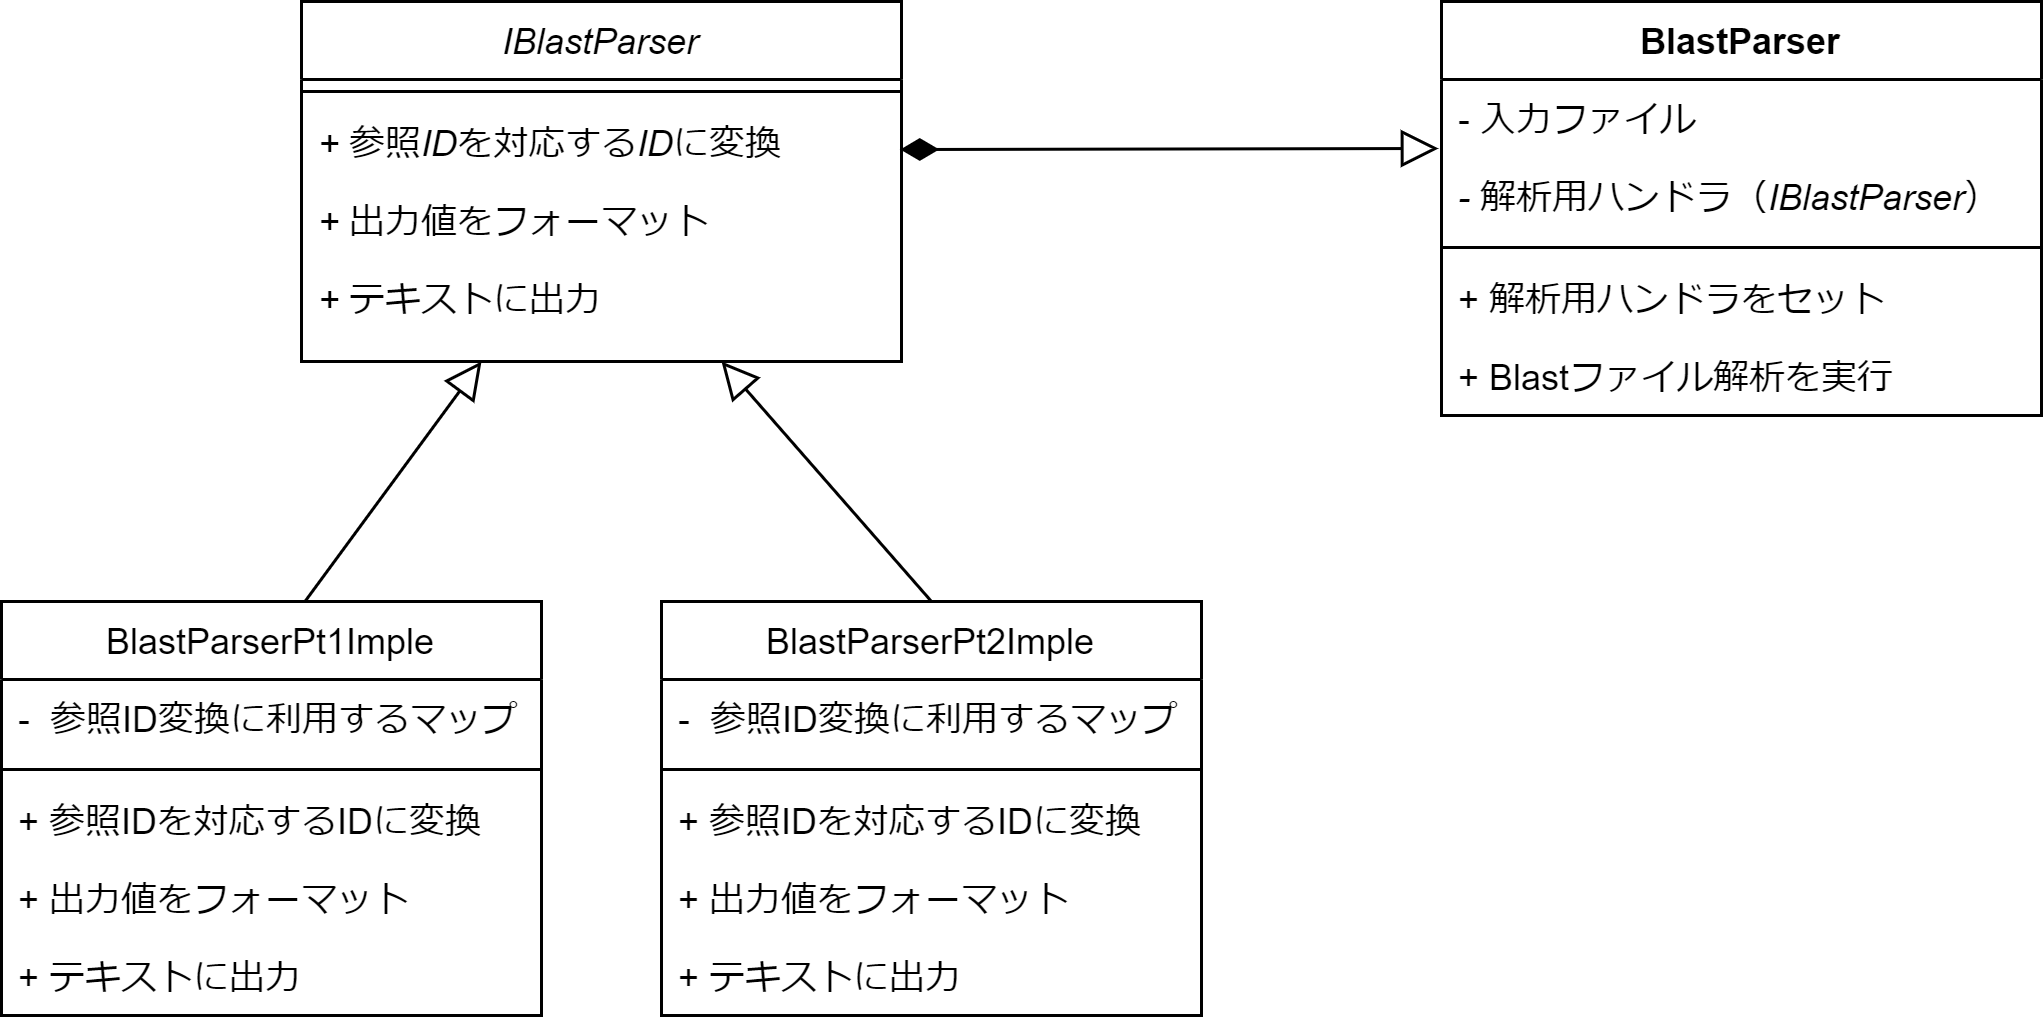 IBlastParser
+ 参照IDを対応するIDに変換
+ 出力値をフォーマット
+ テキストに出力
BlastParser
- 入力ファイル
- 解析用ハンドラ（IBlastParser）
+ 解析用ハンドラをセット
+ Blastファイル解析を実行
BlastParserPt1Imple
- 参照ID変換に利用するマップ
+ 参照IDを対応するIDに変換
+ 出力値をフォーマット
+ テキストに出力
BlastParserPt2Imple
- 参照ID変換に利用するマップ
+ 参照IDを対応するIDに変換
+ 出力値をフォーマット
+ テキストに出力